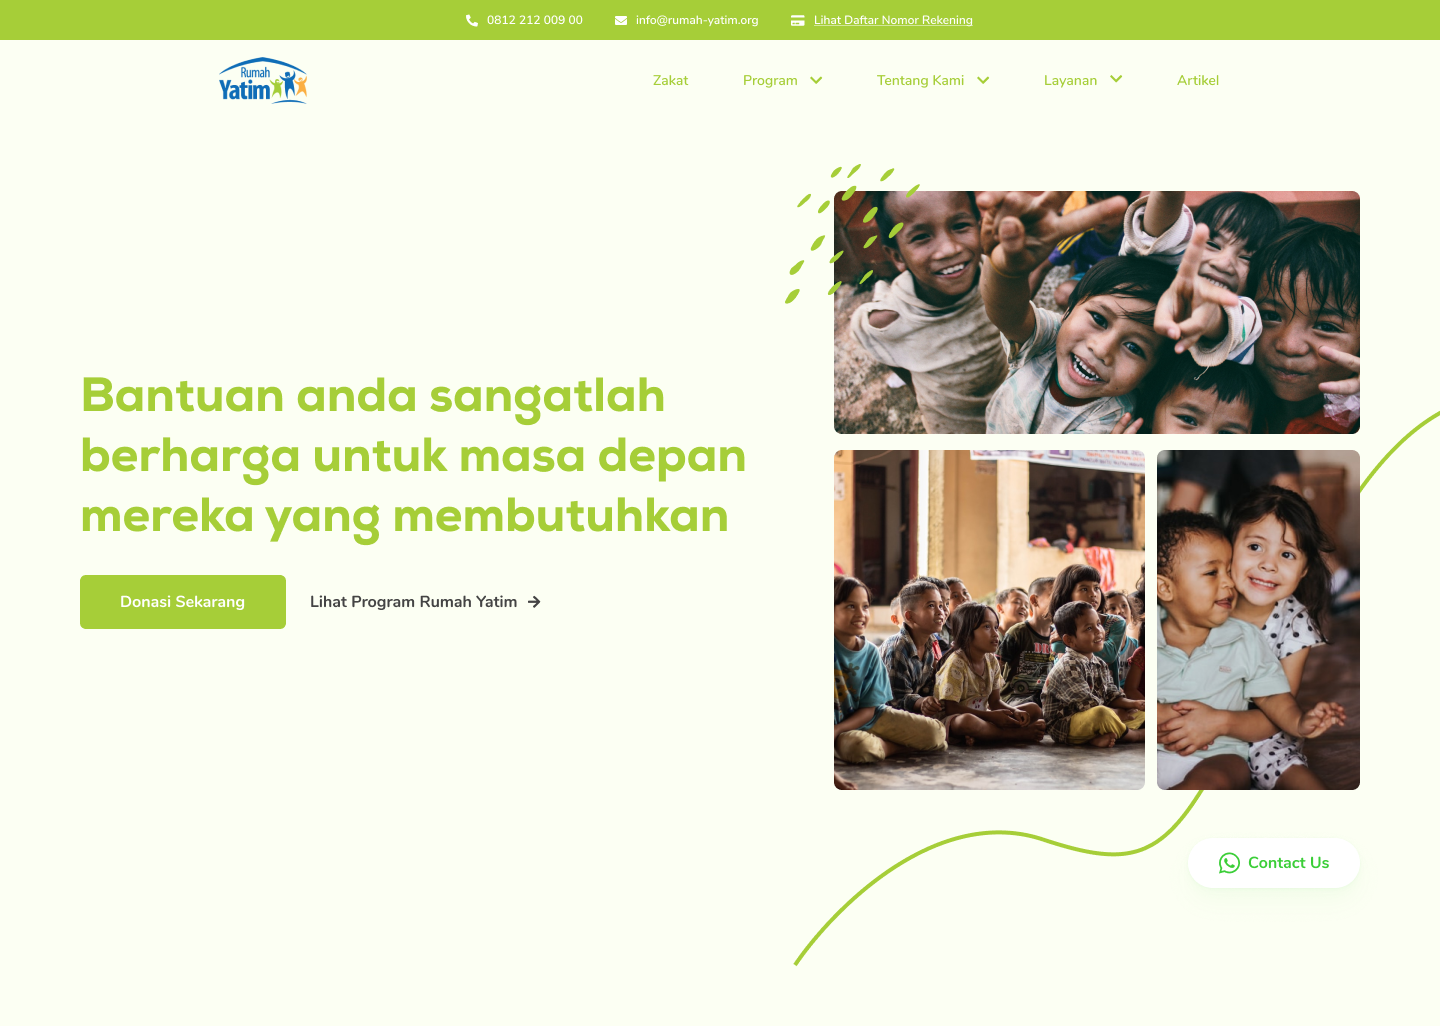 0812 212 009 00
info@rumah-yatim.org
Lihat Daftar Nomor Rekening
Rumah
Yatim
Zakat
Program
Tentang Kami
Layanan
Artikel
Bantuan anda sangatlah
berharga untuk masa depan
mereka yang membutuhkan
Donasi Sekarang
Lihat Program Rumah Yatim
Contact Us